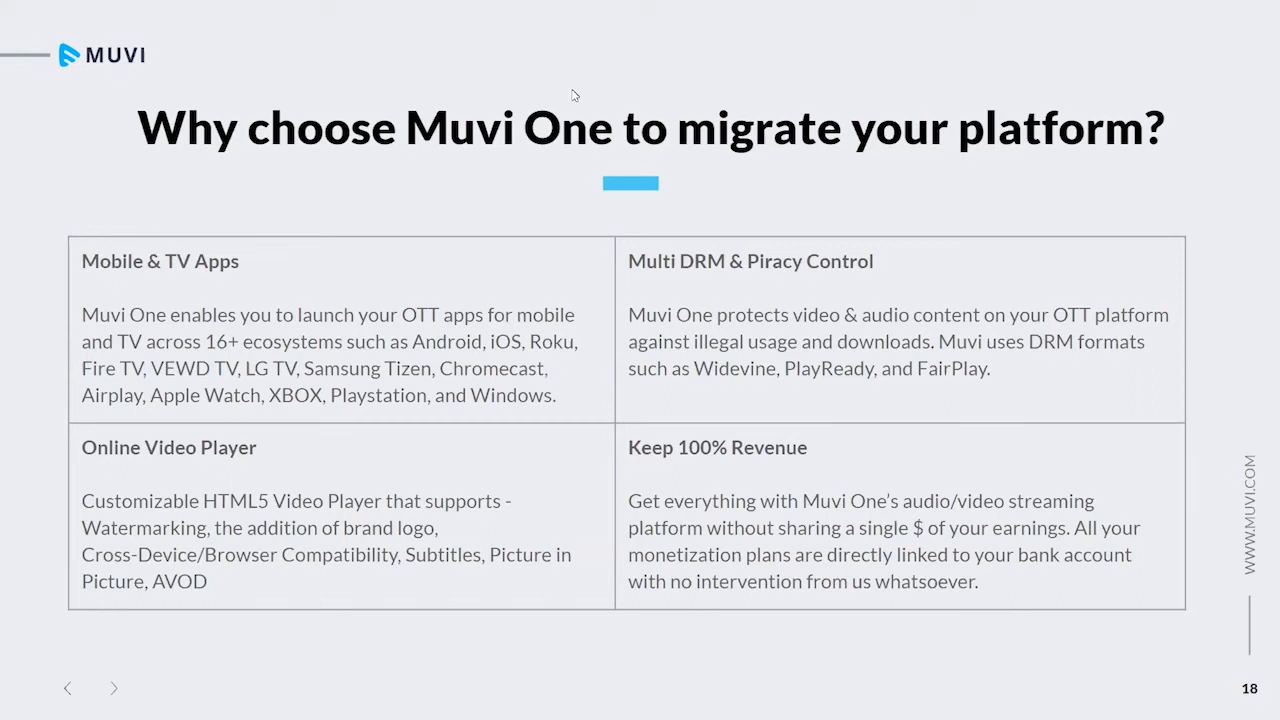 MUVI
Why choose Muvi One to migrate your platform?
Mobile & TV Apps
Muvi One enables you to launch your OTT apps for mobile
and TV across 16+ ecosystems such as Android, iOS, Roku,
Fire TV, VEWD TV, LG TV, Samsung Tizen, Chromecast,
Airplay, Apple Watch, XBOX, Playstation, and Windows.
Multi DRM & Piracy Control
Muvi One protects video & audio content on your OTT platform
against illegal usage and downloads. Muvi uses DRM formats
such as Widevine, PlayReady, and FairPlay.
Online Video Player
Customizable HTML5 Video Player that supports -
Watermarking, the addition of brand logo,
Cross-Device/Browser Compatibility, Subtitles, Picture in
Picture, AVOD
Keep 100% Revenue
Get everything with Muvi One’s audio/video streaming
platform without sharing a single $ of your earnings. All your
monetization plans are directly linked to your bank account
with no intervention from us whatsoever.
WWW.MUVI.COM
18